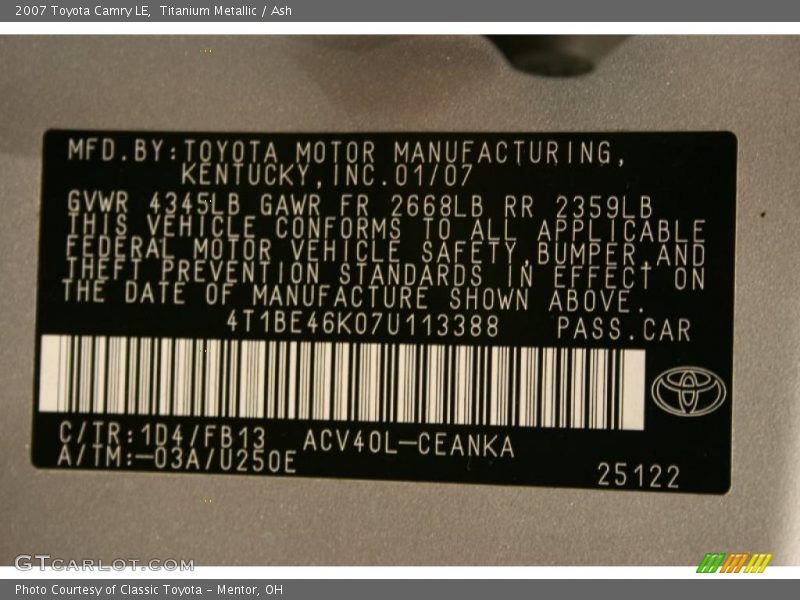 2007 Toyota Camry LE, Titanium Metallic / Ash
MFD.BY:TOYOTA MOTOR MANUFACTURING,
KENTUCKY,INC.01/07
GVWR 4345LB GAWR FR 2668LB RR 2359LB
THIS VEHICLE CONFORMS TO ALL APPLICABLE
FEDERAL MOTOR VEHICLE SAFETY,BUMPER,AND
THEFT PREVENTION STANDARDS IN EFFECT ON
THE DATE OF MANUFACTURE SHOWN ABOVE.
4T1BE46K07U113388 PASS.CAR
C/TR:1D4/FB13 ACV40L-CEANKA
A/TM:-03A/U250E
25122
GTCARLOT.COM
Photo Courtesy of Classic Toyota - Mentor, OH